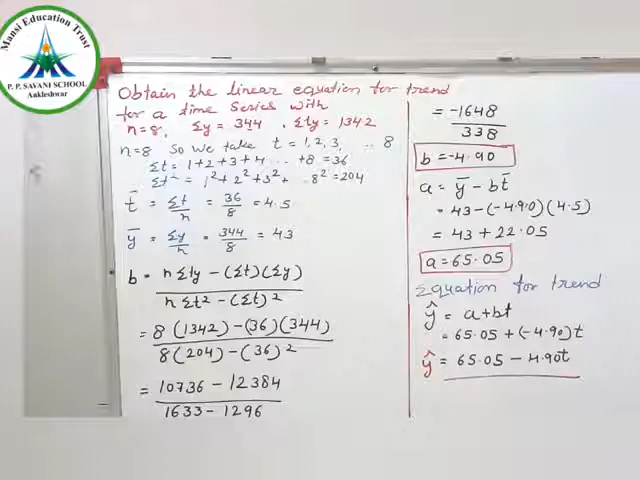 Mansi Education Trust
P. P. SAVANI SCHOOL
Ankleshwar
Obtain the linear equation for trend
for a time series with
n=8, Σy = 344 , Σty = 1342
n=8 So we take t = 1, 2, 3, .. 8
Σt = 1+2+3+4 ... +8 = 36
Σt² = 1²+2²+3²+ .. 8² = 204
t̄ = Σt/n = 36/8 = 4.5
ȳ = Σy/n = 344/8 = 43
b = nΣty - (Σt)(Σy)
nΣt² - (Σt)²
= 8(1342) - (36)(344)
8(204) - (36)²
= 10736 - 12384
1633 - 1296
= -1648
338
b = -4.90
a = ȳ - bt̄
= 43 - (-4.90)(4.5)
= 43 + 22.05
a = 65.05
Equation for trend
ŷ = a+bt
= 65.05 + (-4.90)t
ŷ = 65.05 - 4.90t